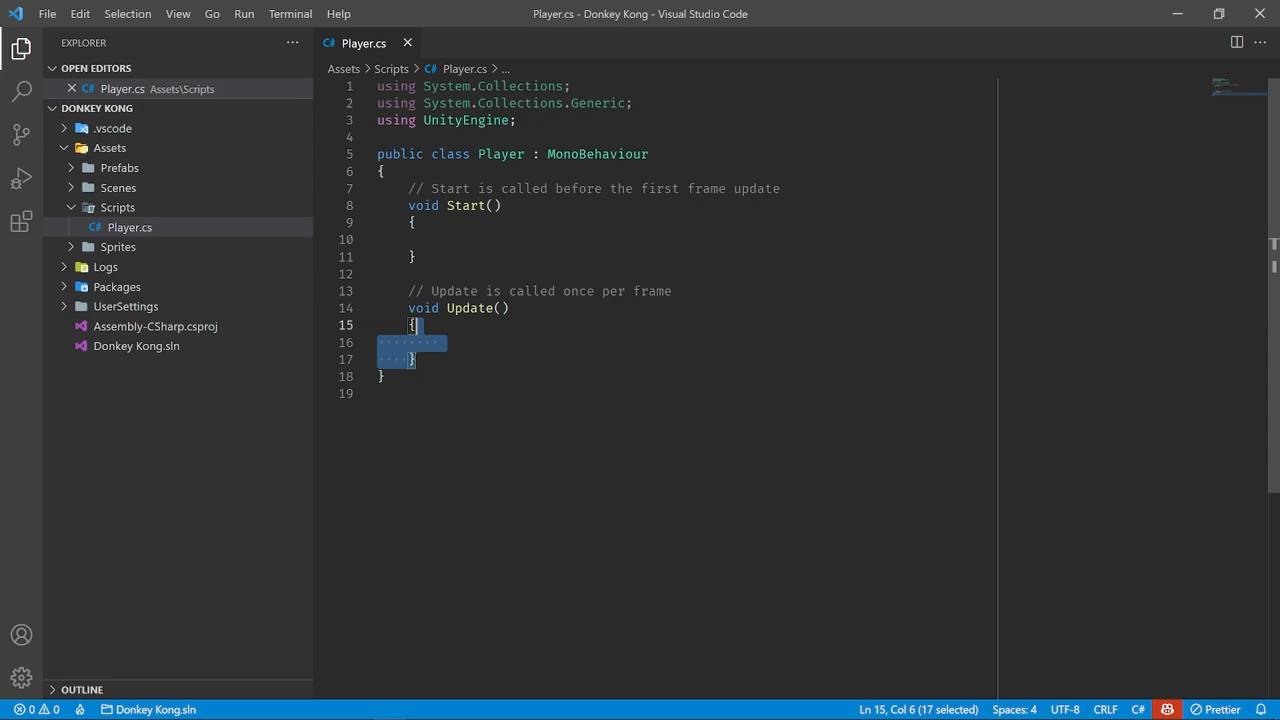 File Edit Selection View Go Run Terminal Help
Player.cs - Donkey Kong - Visual Studio Code
EXPLORER
OPEN EDITORS
C# Player.cs Assets\Scripts
DONKEY KONG
.vscode
Assets
Prefabs
Scenes
Scripts
C# Player.cs
Sprites
Logs
Packages
UserSettings
Assembly-CSharp.csproj
Donkey Kong.sln
OUTLINE
C# Player.cs
Assets > Scripts > C# Player.cs > ...
1 using System.Collections;
2 using System.Collections.Generic;
3 using UnityEngine;
4
5 public class Player : MonoBehaviour
6 {
7 // Start is called before the first frame update
8 void Start()
9 {
10
11 }
12
13 // Update is called once per frame
14 void Update()
15 {
16
17 }
18 }
19
0 0 Donkey Kong.sln Ln 15, Col 6 (17 selected) Spaces: 4 UTF-8 CRLF C# Prettier